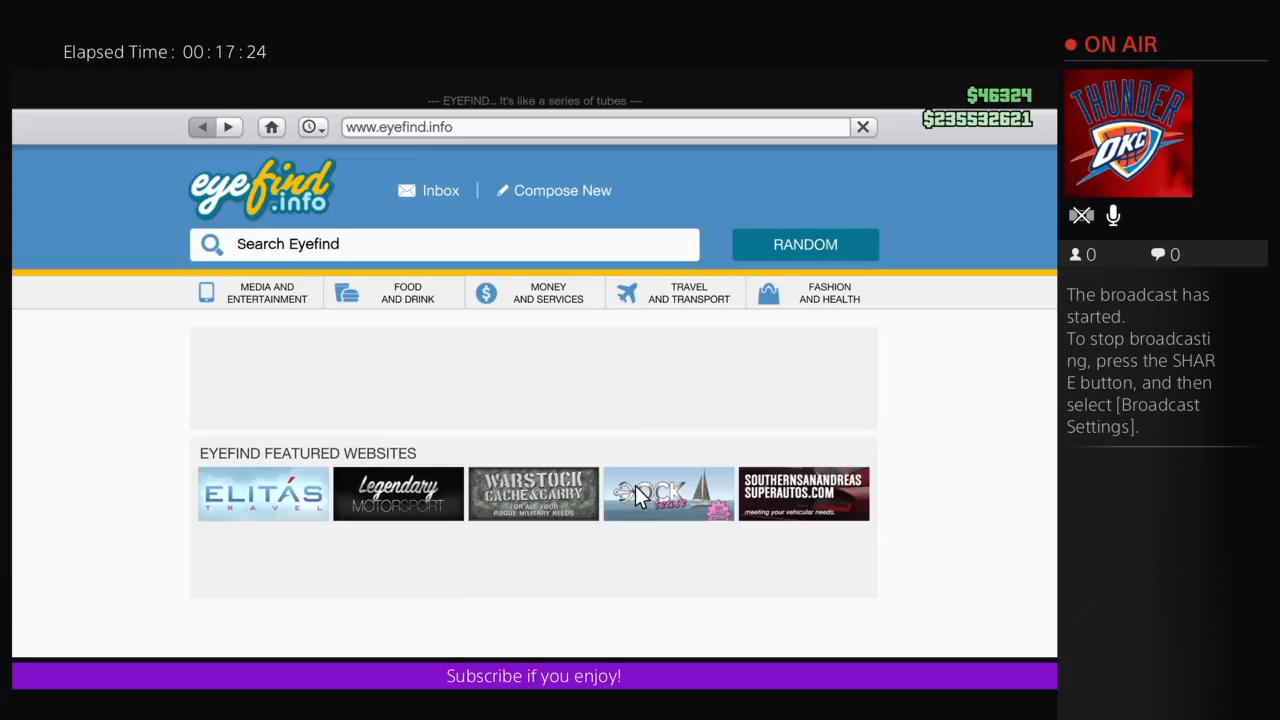 Elapsed Time: 00:17:24
ON AIR
--- EYEFIND... It's like a series of tubes ---
$46324
$235532621
www.eyefind.info
THUNDER
OKC
eyefind
.info
Inbox
Compose New
Search Eyefind
RANDOM
0
0
MEDIA AND
ENTERTAINMENT
FOOD
AND DRINK
MONEY
AND SERVICES
TRAVEL
AND TRANSPORT
FASHION
AND HEALTH
The broadcast has
started.
To stop broadcasti
ng, press the SHAR
E button, and then
select [Broadcast
Settings].
EYEFIND FEATURED WEBSITES
ELITÁS
TRAVEL
Legendary
MOTORSPORT
WARSTOCK
CACHE&CARRY
FOR ALL YOUR
ROGUE MILITARY NEEDS
DOCK
SOUTHERNSANANDREAS
SUPERAUTOS.COM
meeting your vehicular needs.
Subscribe if you enjoy!